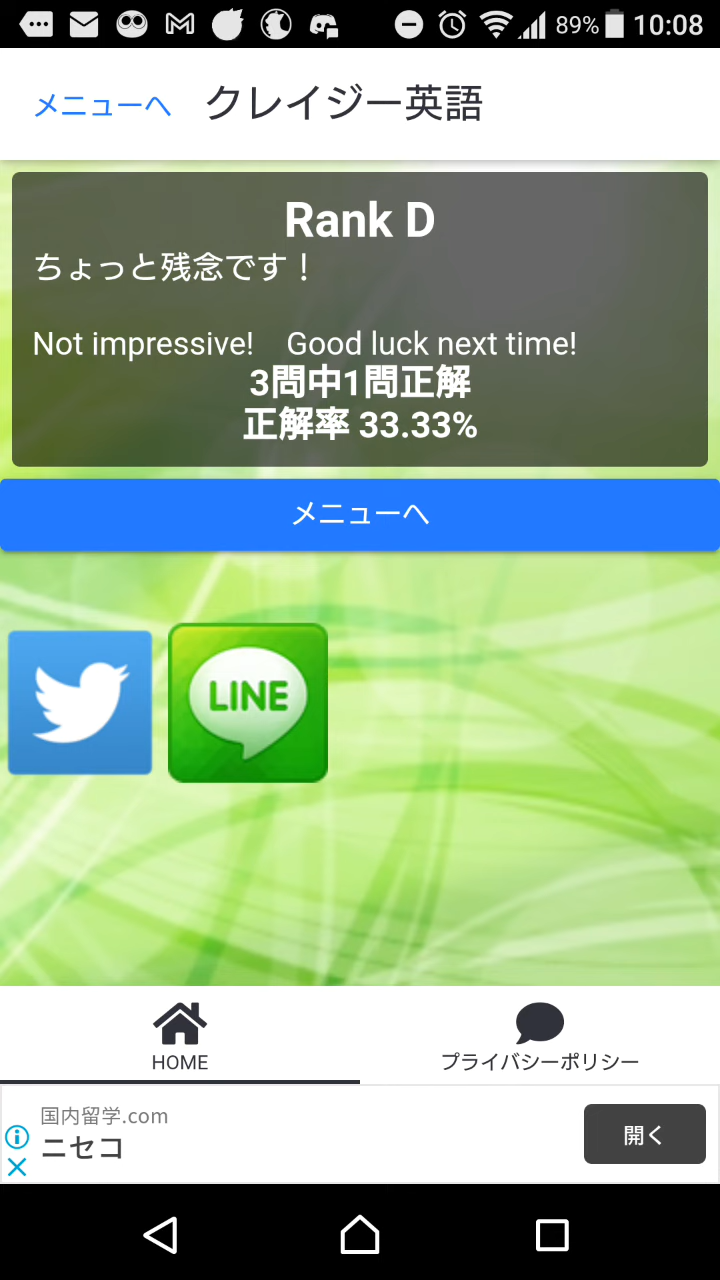 89% 10:08
メニューへ クレイジー英語
Rank D
ちょっと残念です！
Not impressive!　Good luck next time!
3問中1問正解
正解率 33.33%
メニューへ
LINE
HOME プライバシーポリシー
国内留学.com
ニセコ
開く